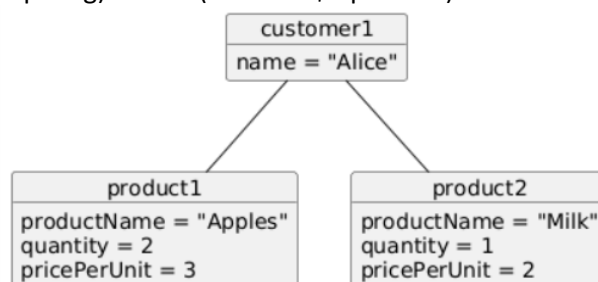 customer1
name = "Alice"
product1
productName = "Apples"
quantity = 2
pricePerUnit = 3
product2
productName = "Milk"
quantity = 1
pricePerUnit = 2